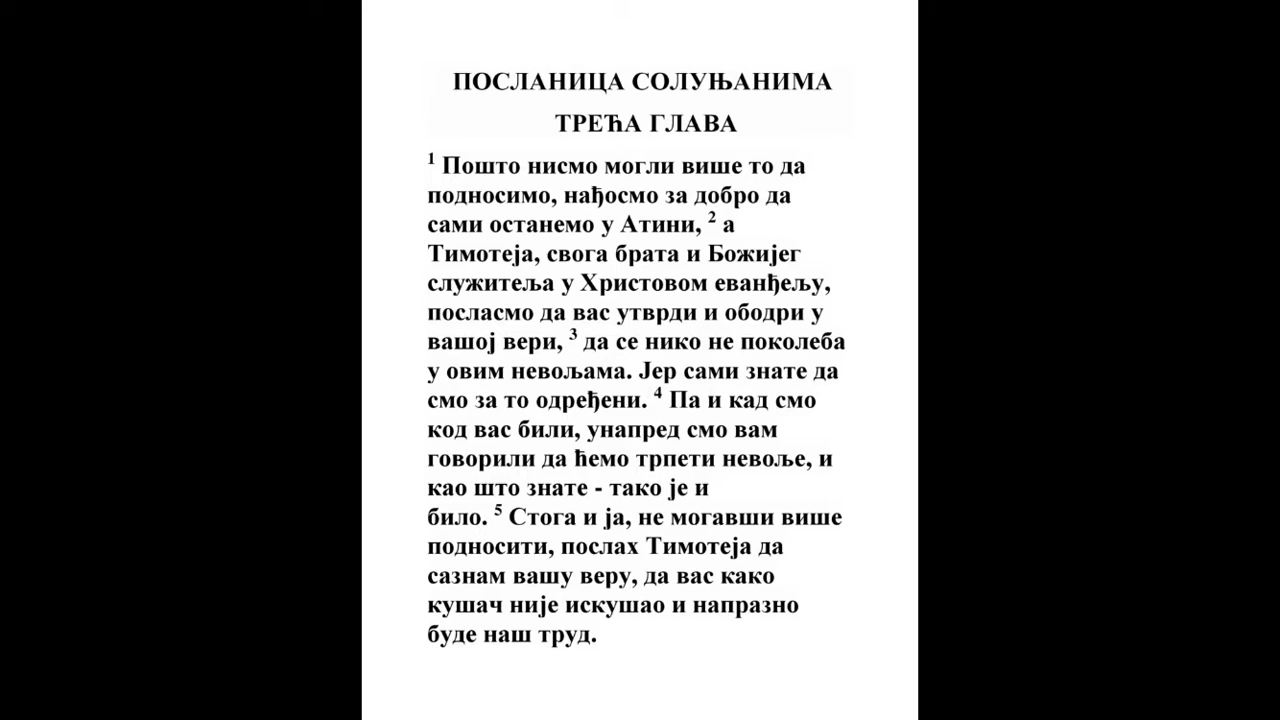 ПОСЛАНИЦА СОЛУЊАНИМА
ТРЕЋА ГЛАВА
1 Пошто нисмо могли више то да
подносимо, нађосмо за добро да
сами останемо у Атини, 2 а
Тимотеја, свога брата и Божијег
служитеља у Христовом еванђељу,
посласмо да вас утврди и ободри у
вашој вери, 3 да се нико не поколеба
у овим невољама. Јер сами знате да
смо за то одређени. 4 Па и кад смо
код вас били, унапред смо вам
говорили да ћемо трпети невоље, и
као што знате - тако је и
било. 5 Стога и ја, не могавши више
подносити, послах Тимотеја да
сазнам вашу веру, да вас како
кушач није искушао и напразно
буде наш труд.